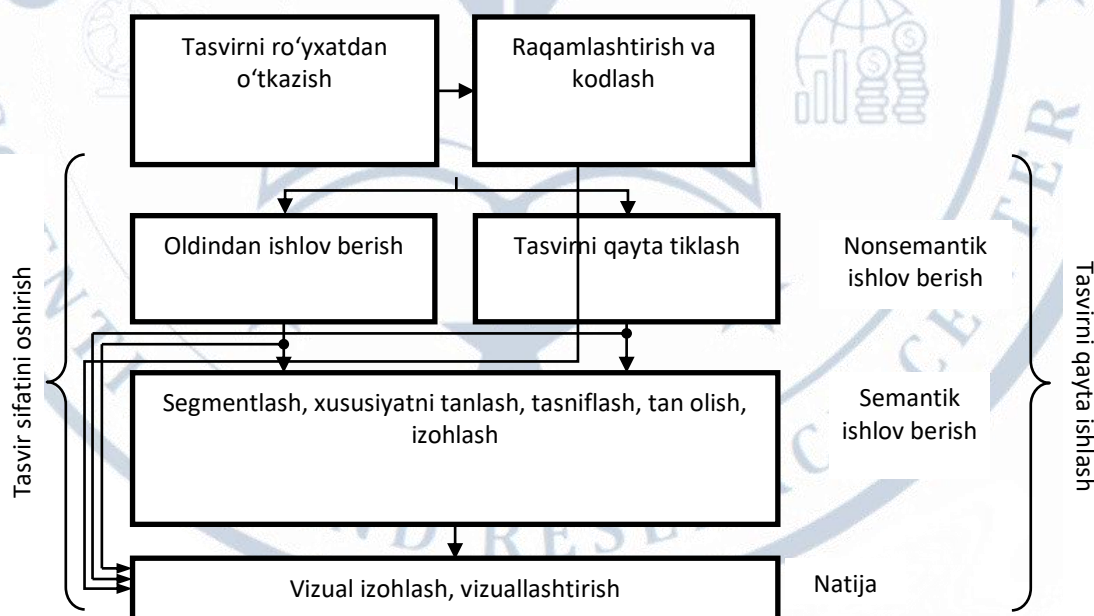 Tasvirni ro‘yxatdan
o‘tkazish
Raqamlashtirish va
kodlash
Oldindan ishlov berish
Tasvirni qayta tiklash
Nonsemantik
ishlov berish
Tasvir sifatini oshirish
Tasvirni qayta ishlash
Segmentlash, xususiyatni tanlash, tasniflash, tan olish,
izohlash
Semantik
ishlov berish
Vizual izohlash, vizuallashtirish
Natija